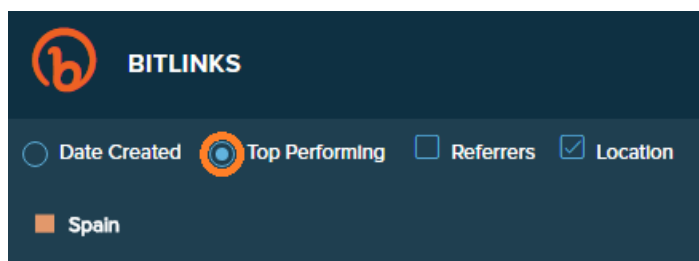 BITLINKS
Date Created Top Performing Referrers Location
Spain